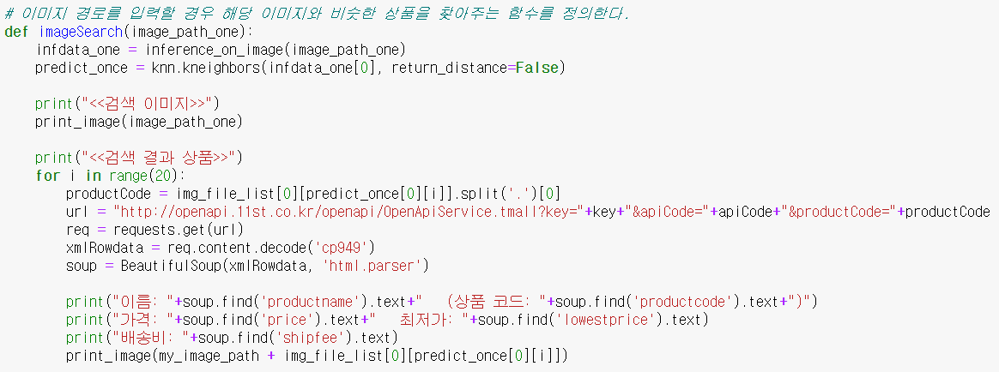 # 이미지 경로를 입력할 경우 해당 이미지와 비슷한 상품을 찾아주는 함수를 정의한다.
def imageSearch(image_path_one):
    infdata_one = inference_on_image(image_path_one)
    predict_once = knn.kneighbors(infdata_one[0], return_distance=False)
    print("<<검색 이미지>>")
    print_image(image_path_one)
    print("<<검색 결과 상품>>")
    for i in range(20):
        productCode = img_file_list[0][predict_once[0][i]].split('.')[0]
        url = "http://openapi.11st.co.kr/openapi/OpenApiService.tmall?key="+key+"&apiCode="+apiCode+"&productCode="+productCode
        req = requests.get(url)
        xmlRowdata = req.content.decode('cp949')
        soup = BeautifulSoup(xmlRowdata, 'html.parser')
        print("이름: "+soup.find('productname').text+"   (상품 코드: "+soup.find('productcode').text+")")
        print("가격: "+soup.find('price').text+"   최저가: "+soup.find('lowestprice').text)
        print("배송비: "+soup.find('shipfee').text)
        print_image(my_image_path + img_file_list[0][predict_once[0][i]])